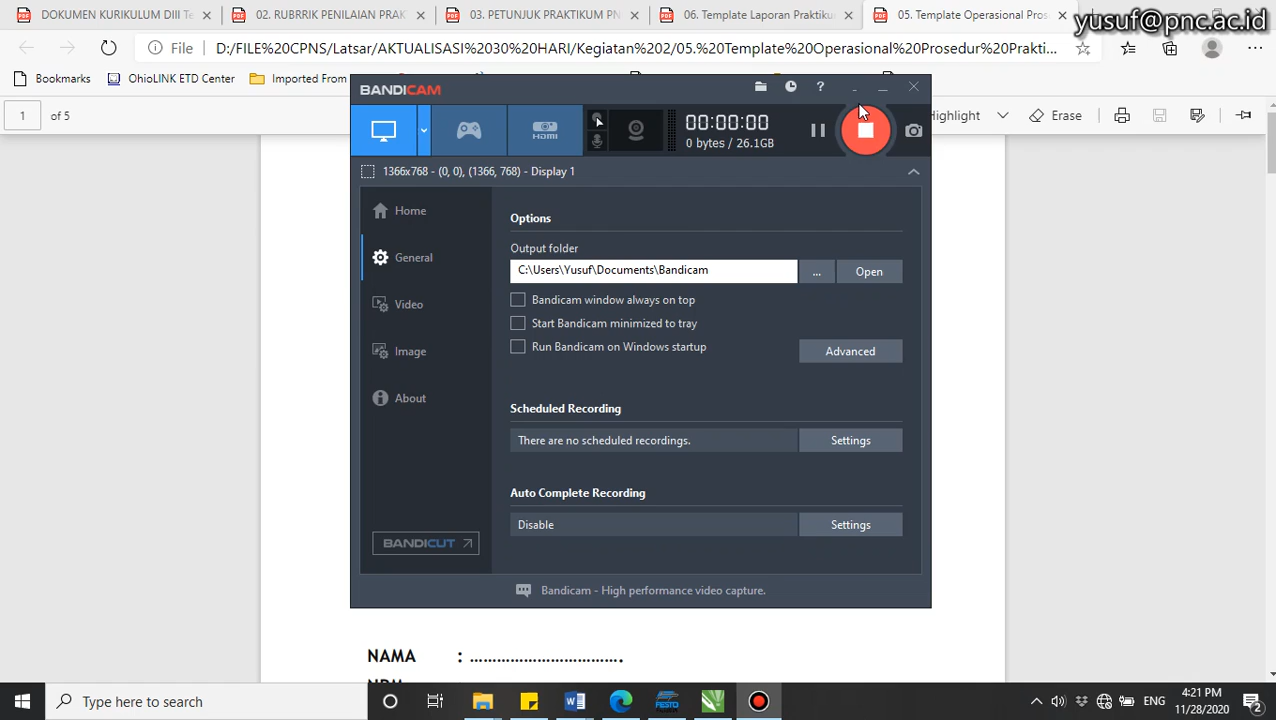 DOKUMEN KURIKULUM DI
02. RUBRRIK PENILAIAN PRAK
03. PETUNJUK PRAKTIKUM PN
06. Template Laporan Praktiku
05. Template Operasional Pros
yusuf@pnc.ac.id
File
D:/FILE%20CPNS/Latsar/AKTUALISASI%2030%20HARI/Kegiatan%202/05.%20Template%20Operasional%20Prosedur%20Prakti...
Bookmarks
OhioLINK ETD Center
Imported From
1
of 5
Highlight
Erase
BANDICAM
HDMI
00:00:00
0 bytes / 26.1GB
1366x768 - (0, 0), (1366, 768) - Display 1
Home
General
Video
Image
About
BANDICUT
Options
Output folder
C:\Users\Yusuf\Documents\Bandicam
...
Open
Bandicam window always on top
Start Bandicam minimized to tray
Run Bandicam on Windows startup
Advanced
Scheduled Recording
There are no scheduled recordings.
Settings
Auto Complete Recording
Disable
Settings
Bandicam - High performance video capture.
NAMA : ……………………………….
Type here to search
FESTO
ENG
4:21 PM
11/28/2020
2